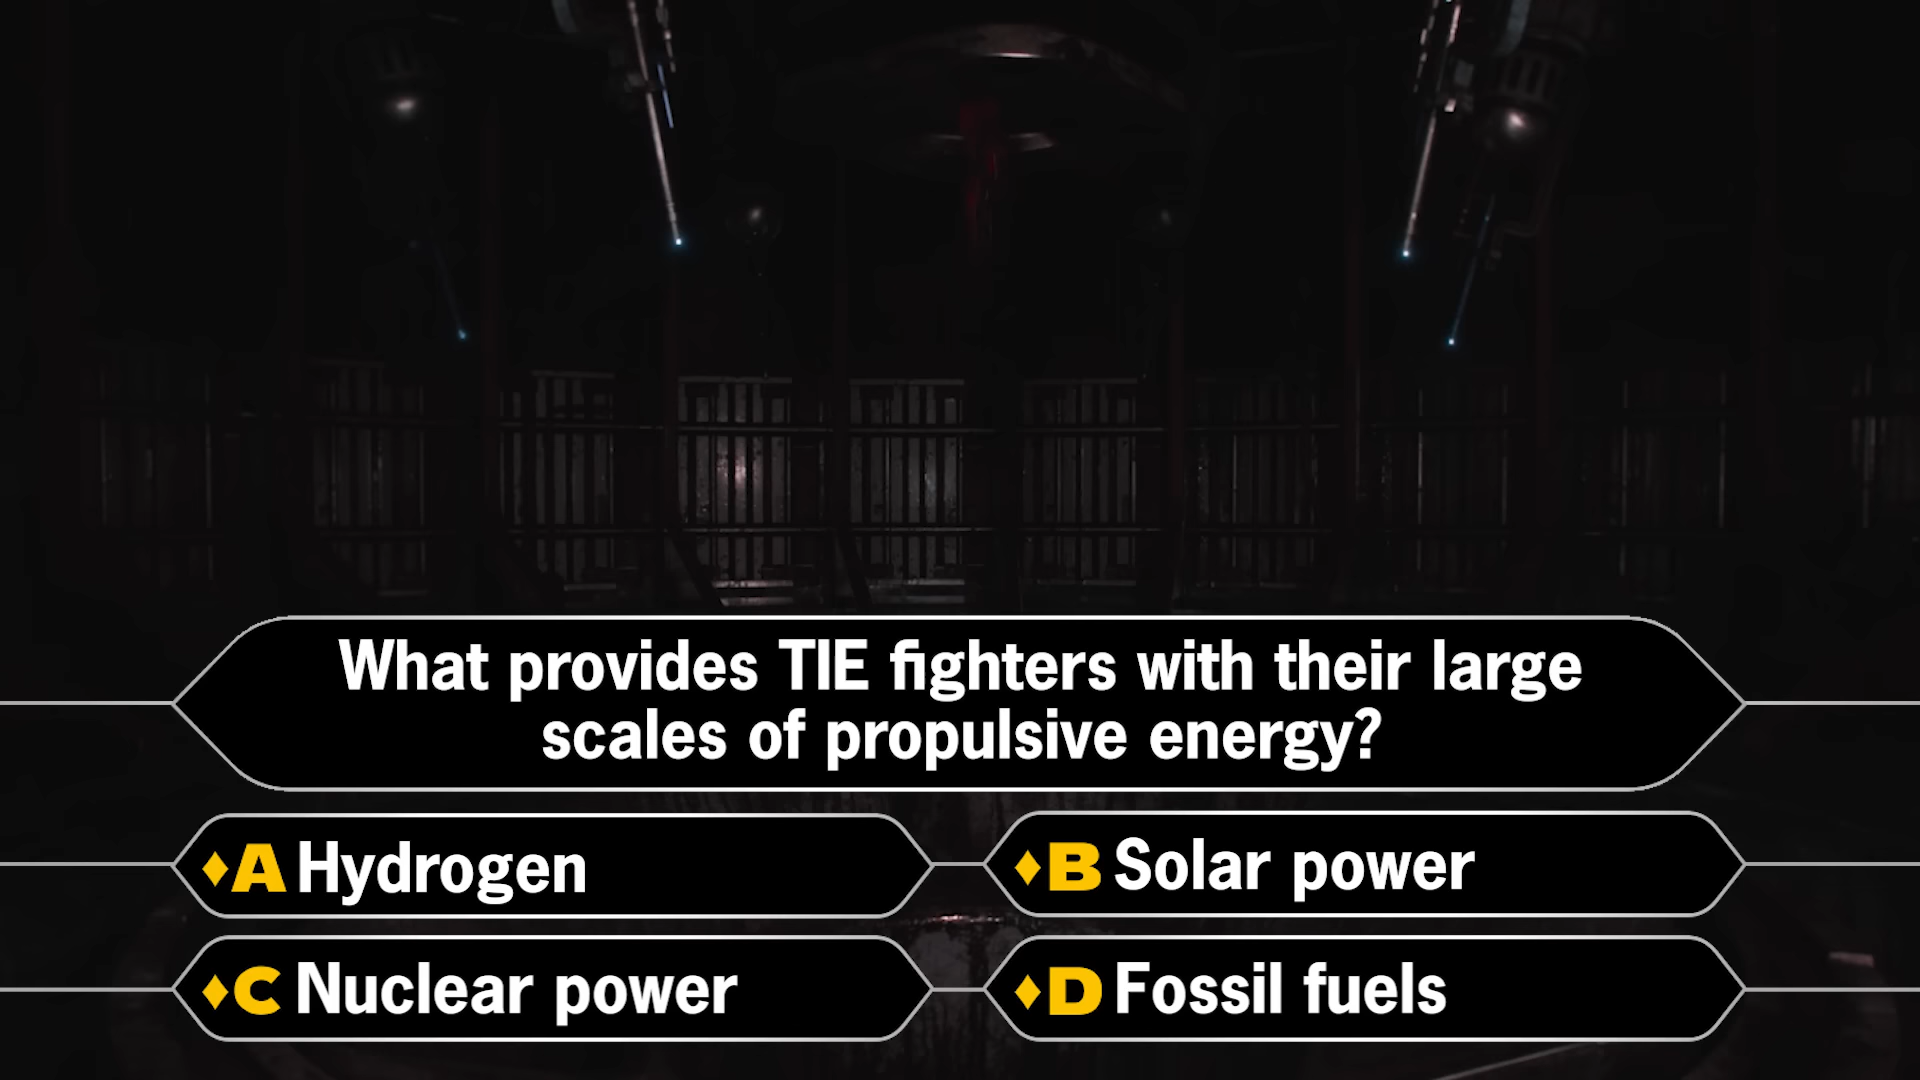 What provides TIE fighters with their large
scales of propulsive energy?
A Hydrogen
B Solar power
C Nuclear power
D Fossil fuels